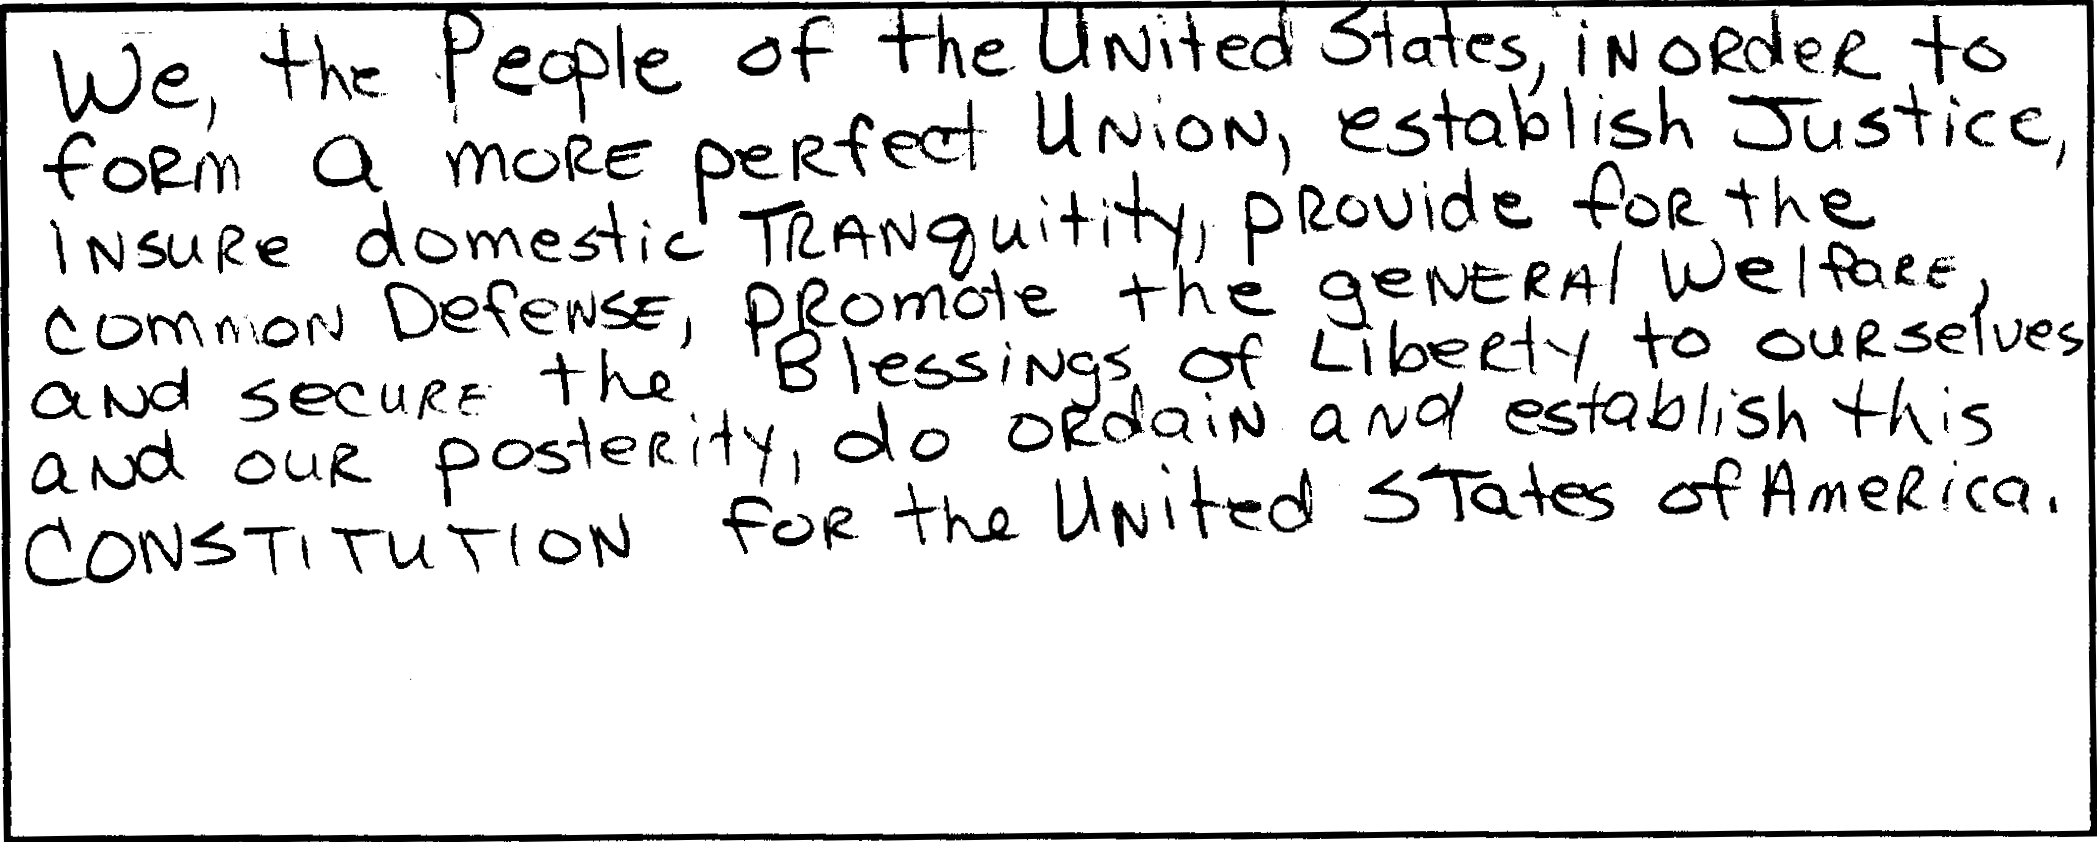 We, the People of the United States, in order to
form a more perfect Union, establish Justice,
insure domestic Tranquitity, provide for the
common Defense, promote the general Welfare,
and secure the Blessings of Liberty to ourselves
and our posterity, do ordain and establish this
CONSTITUTION for the United States of America.